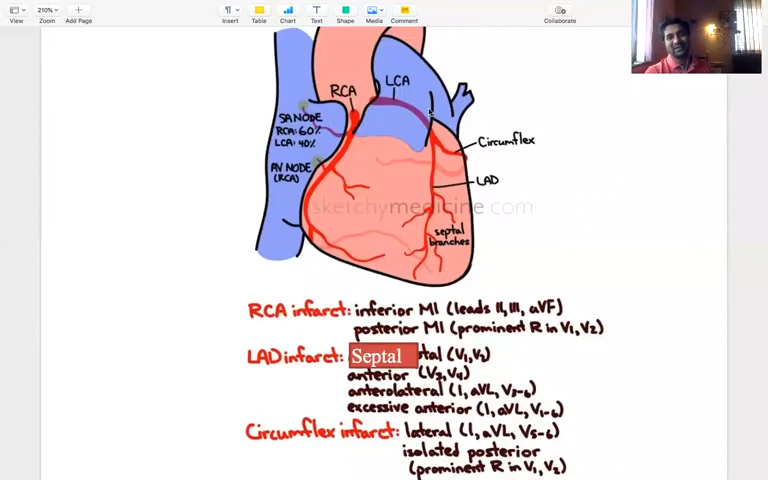 View
210%
Zoom
Add Page
Insert
Table
Chart
Text
Shape
Media
Comment
Collaborate
LCA
RCA
SA NODE
RCA: 60%
LCA: 40%
AV NODE
(RCA)
Circumflex
LAD
sketchymedicine.com
septal
branches
RCA infarct: inferior MI (leads II, III, aVF)
posterior MI (prominent R in V1, V2)
LAD infarct: Septal tal (V1, V2)
anterior (V3, V4)
anterolateral (I, aVL, V3-6)
excessive anterior (I, aVL, V1-6)
Circumflex infarct: lateral (I, aVL, V5-6)
isolated posterior
(prominent R in V1, V2)